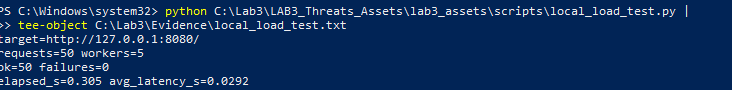 PS C:\Windows\system32> python C:\Lab3\LAB3_Threats_Assets\lab3_assets\scripts\local_load_test.py |
>> tee-object C:\Lab3\Evidence\local_load_test.txt
target=http://127.0.0.1:8080/
requests=50 workers=5
ok=50 failures=0
elapsed_s=0.305 avg_latency_s=0.0292